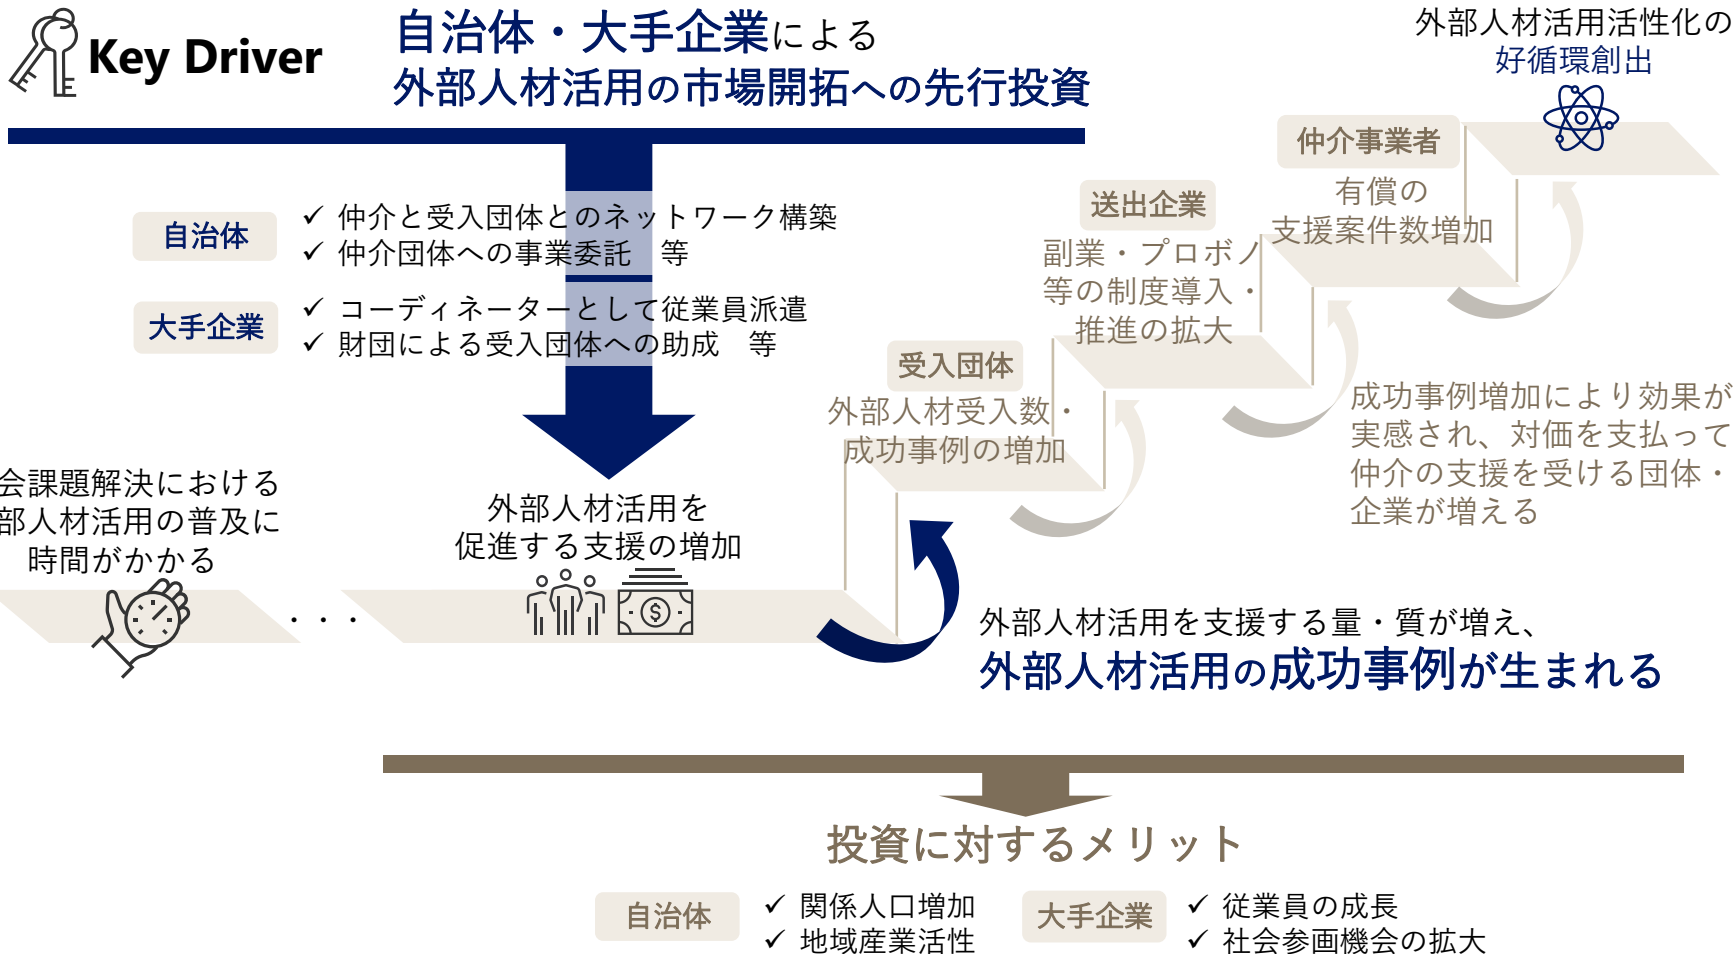 Key Driver
自治体・大手企業による
外部人材活用の市場開拓への先行投資
外部人材活用活性化の
好循環創出
自治体
✓ 仲介と受入団体とのネットワーク構築
✓ 仲介団体への事業委託　等
大手企業
✓ コーディネーターとして従業員派遣
✓ 財団による受入団体への助成　等
仲介事業者
有償の
支援案件数増加
送出企業
副業・プロボノ
等の制度導入・
推進の拡大
受入団体
外部人材受入数・
成功事例の増加
成功事例増加により効果が
実感され、対価を支払って
仲介の支援を受ける団体・
企業が増える
会課題解決における
部人材活用の普及に
時間がかかる
・・・
外部人材活用を
促進する支援の増加
外部人材活用を支援する量・質が増え、
外部人材活用の成功事例が生まれる
投資に対するメリット
自治体
✓ 関係人口増加
✓ 地域産業活性
大手企業
✓ 従業員の成長
✓ 社会参画機会の拡大